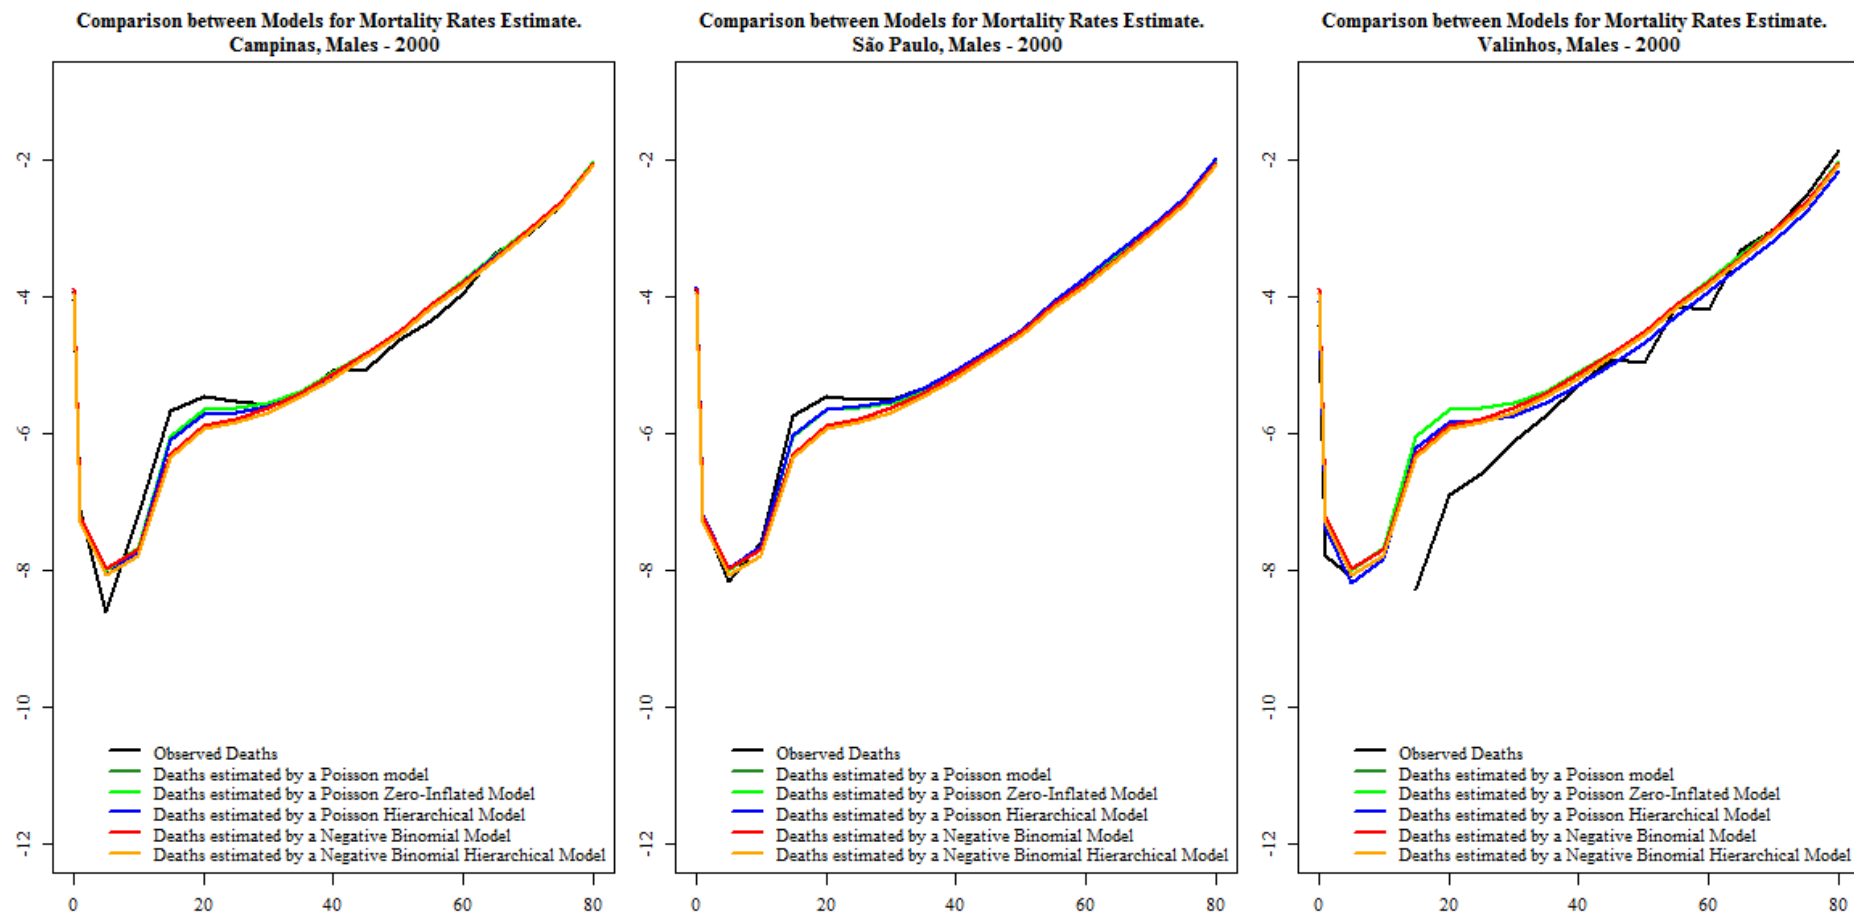 Comparison between Models for Mortality Rates Estimate.
Campinas, Males - 2000
-2
-4
-6
-8
-10
-12
Observed Deaths
Deaths estimated by a Poisson model
Deaths estimated by a Poisson Zero-Inflated Model
Deaths estimated by a Poisson Hierarchical Model
Deaths estimated by a Negative Binomial Model
Deaths estimated by a Negative Binomial Hierarchical Model
0 20 40 60 80
Comparison between Models for Mortality Rates Estimate.
São Paulo, Males - 2000
-2
-4
-6
-8
-10
-12
Observed Deaths
Deaths estimated by a Poisson model
Deaths estimated by a Poisson Zero-Inflated Model
Deaths estimated by a Poisson Hierarchical Model
Deaths estimated by a Negative Binomial Model
Deaths estimated by a Negative Binomial Hierarchical Model
0 20 40 60 80
Comparison between Models for Mortality Rates Estimate.
Valinhos, Males - 2000
-2
-4
-6
-8
-10
-12
Observed Deaths
Deaths estimated by a Poisson model
Deaths estimated by a Poisson Zero-Inflated Model
Deaths estimated by a Poisson Hierarchical Model
Deaths estimated by a Negative Binomial Model
Deaths estimated by a Negative Binomial Hierarchical Model
0 20 40 60 80